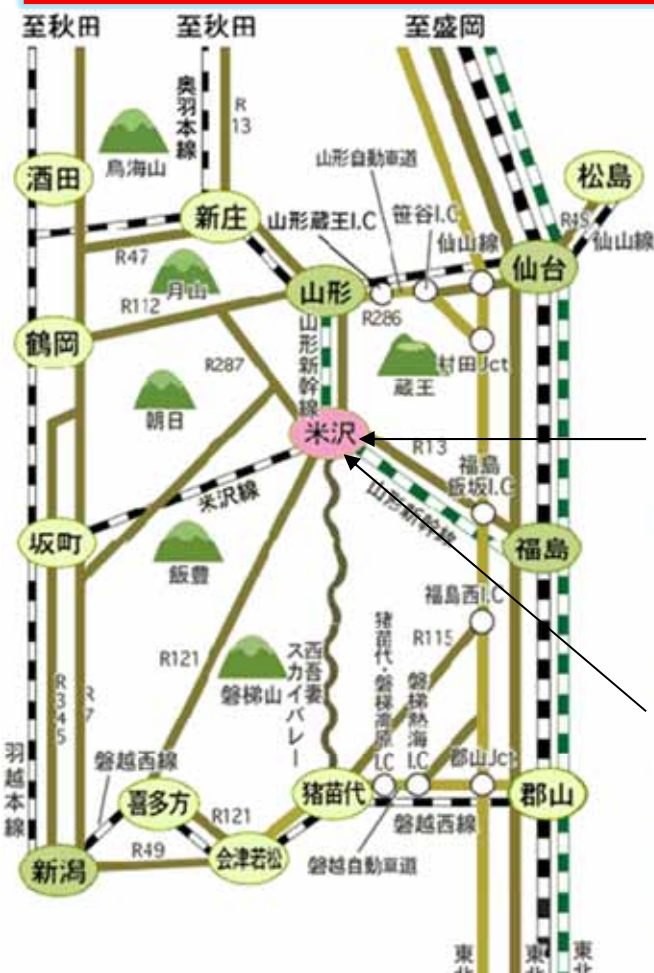 至秋田
至秋田
至盛岡
奥羽本線
R13
鳥海山
酒田
新庄
山形自動車道
松島
山形蔵王I.C
笹谷I.C
仙山線
R45
仙山線
仙台
R47
月山
山形
R286
R112
鶴岡
山形新幹線
村田Jct
R287
蔵王
朝日
米沢
R13
福島
飯坂I.C
米沢線
山形新幹線
坂町
飯豊
福島
福島西I.C
R121
磐梯山
西吾妻
スカイバレー
猪苗代・磐梯高原I.C
R115
磐梯熱海I.C
R345
R7
羽越本線
磐越西線
喜多方
猪苗代
郡山Jct
郡山
R121
磐越西線
R49
会津若松
磐越自動車道
新潟
東北
東北
東北